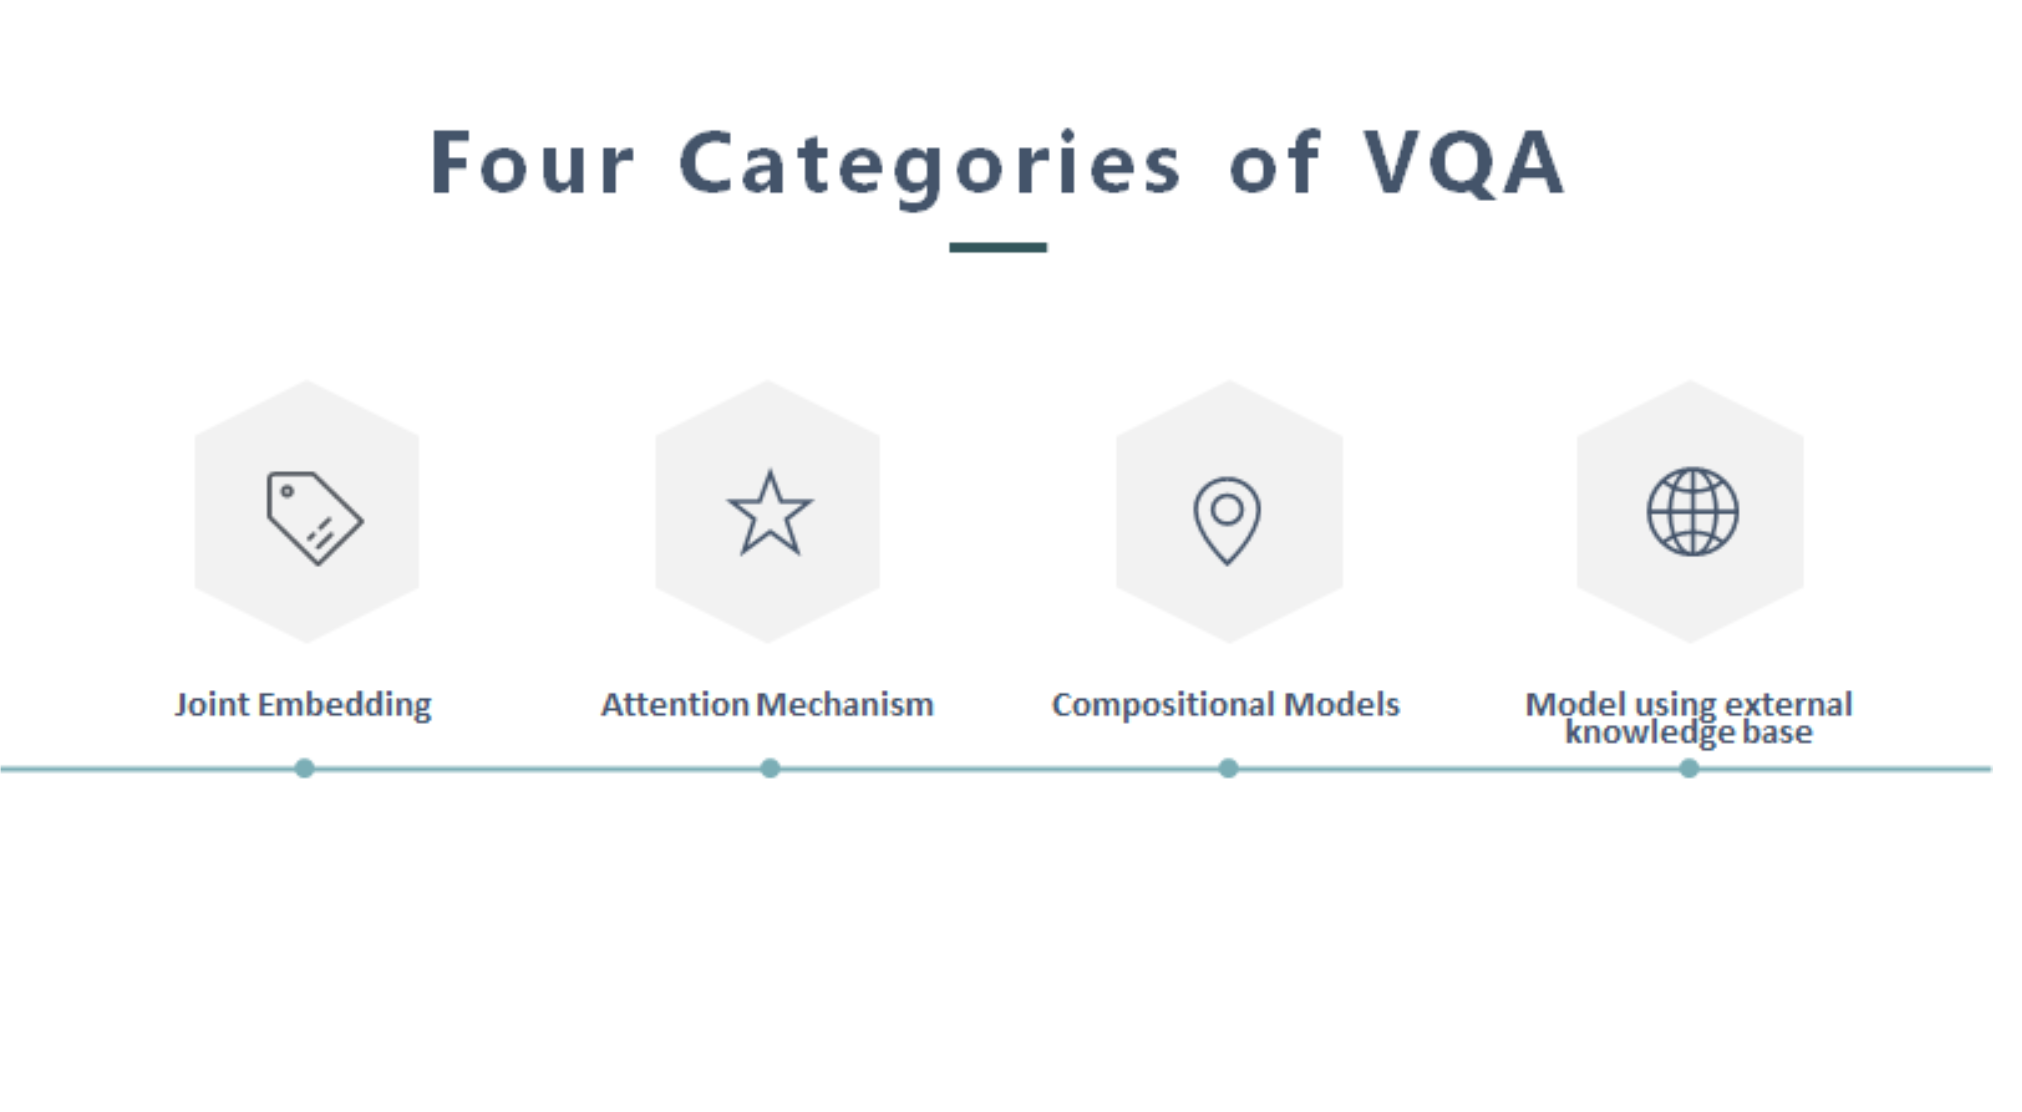 Four Categories of VQA
Joint Embedding
Attention Mechanism
Compositional Models
Model using external
knowledge base